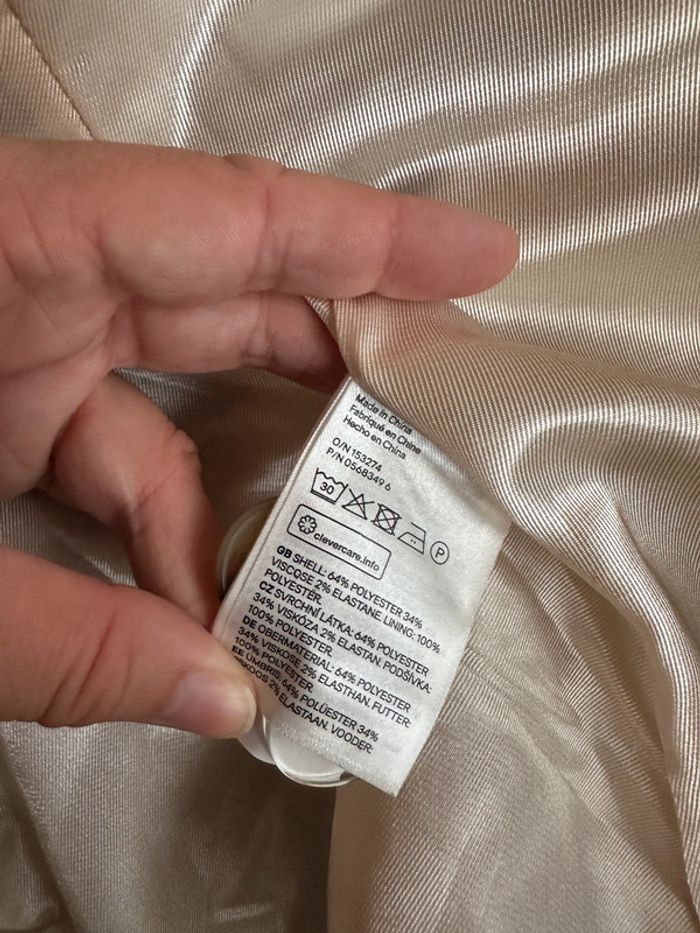 Made in China
Fabriqué en China
Hecho en China
O/N 153274
P/N 0568349 6
30
P
clevercare.info
GB SHELL: 64% POLYESTER 34%
VISCOSE 2% ELASTANE. LINING: 100%
POLYESTER.
CZ SVRCHNÍ LÁTKA: 64% POLYESTER
34% VISKÓZA 2% ELASTAN. PODŠÍVKA:
100% POLYESTER.
DE OBERMATERIAL: 64% POLYESTER
34% VISKOSE 2% ELASTHAN. FUTTER:
100% POLYESTER.
EE ÜMBRIS: 64% POLÜESTER 34%
VISKOOS 2% ELASTAAN. VOODER: